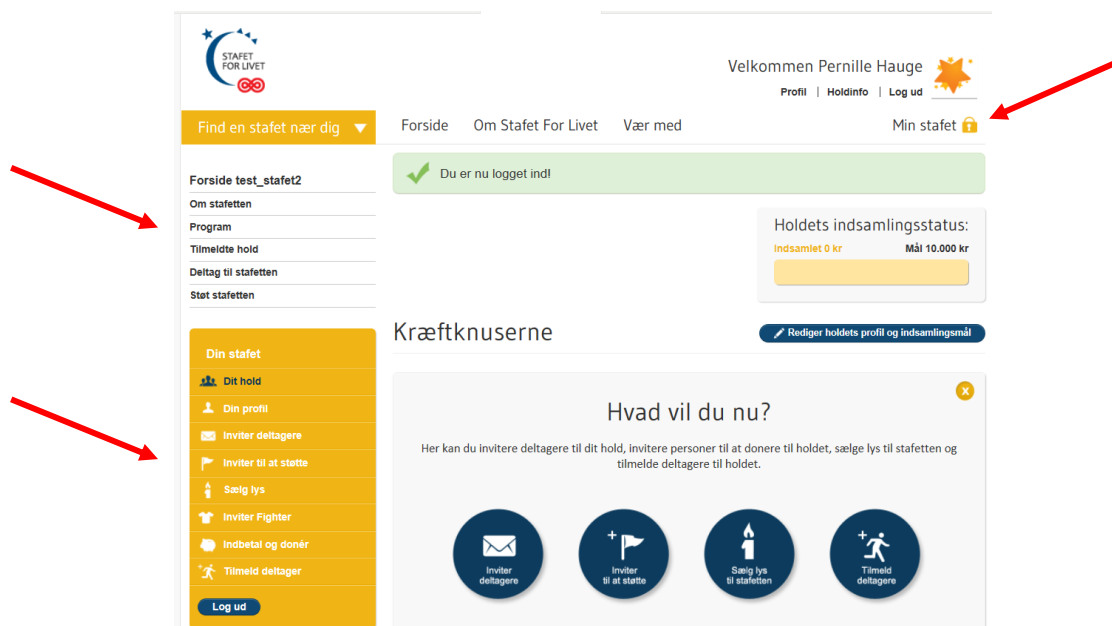 STAFET
FOR LIVET
Velkommen Pernille Hauge
Profil | Holdinfo | Log ud
Find en stafet nær dig
Forside Om Stafet For Livet Vær med
Min stafet
Du er nu logget ind!
Forside test_stafet2
Om stafetten
Program
Tilmeldte hold
Deltag til stafetten
Støt stafetten
Holdets indsamlingsstatus:
Indsamlet 0 kr Mål 10.000 kr
Kræftknuserne
Rediger holdets profil og indsamlingsmål
Din stafet
Dit hold
Din profil
Inviter deltagere
Inviter til at støtte
Sælg lys
Inviter Fighter
Indbetal og donér
Tilmeld deltager
Log ud
X
Hvad vil du nu?
Her kan du invitere deltagere til dit hold, invitere personer til at donere til holdet, sælge lys til stafetten og
tilmelde deltagere til holdet.
Inviter
deltagere
Inviter
til at støtte
Sælg lys
til stafetten
Tilmeld
deltagere